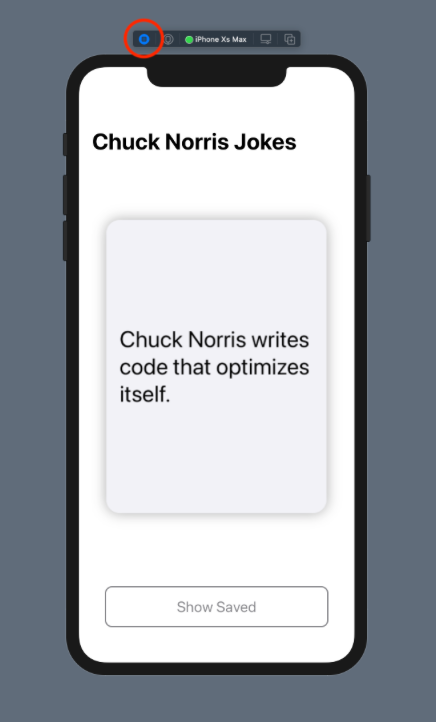 iPhone Xs Max
Chuck Norris Jokes
Chuck Norris writes
code that optimizes
itself.
Show Saved